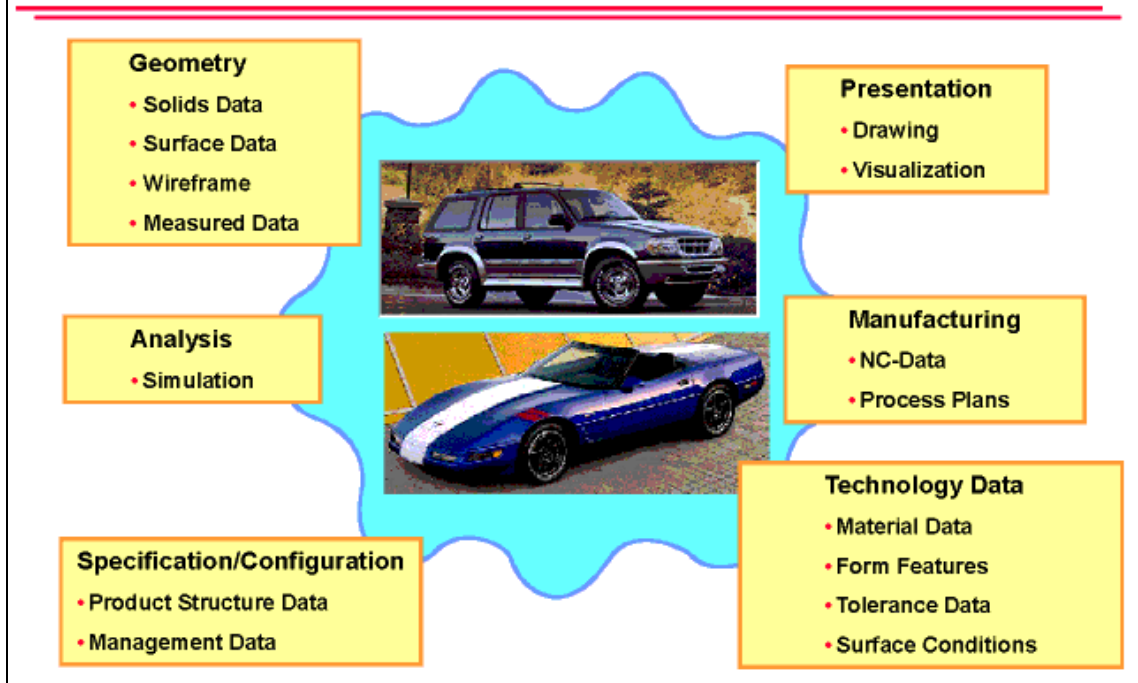 Geometry
• Solids Data
• Surface Data
• Wireframe
• Measured Data
Presentation
• Drawing
• Visualization
Analysis
• Simulation
Manufacturing
• NC-Data
• Process Plans
Specification/Configuration
• Product Structure Data
• Management Data
Technology Data
• Material Data
• Form Features
• Tolerance Data
• Surface Conditions